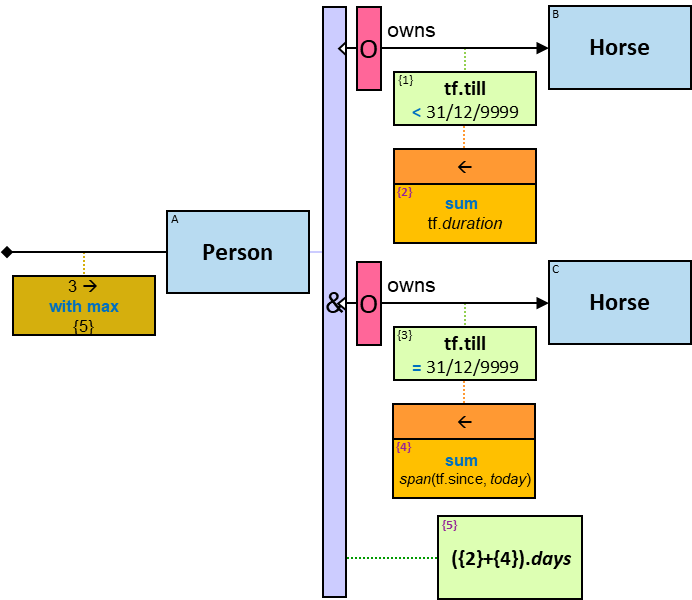 owns
B
Horse
O
{1}
tf.till
< 31/12/9999
←
{2}
sum
tf.duration
A
Person
3 →
with max
{5}
&
owns
C
Horse
O
{3}
tf.till
= 31/12/9999
←
{4}
sum
span(tf.since, today)
{5}
({2}+{4}).days